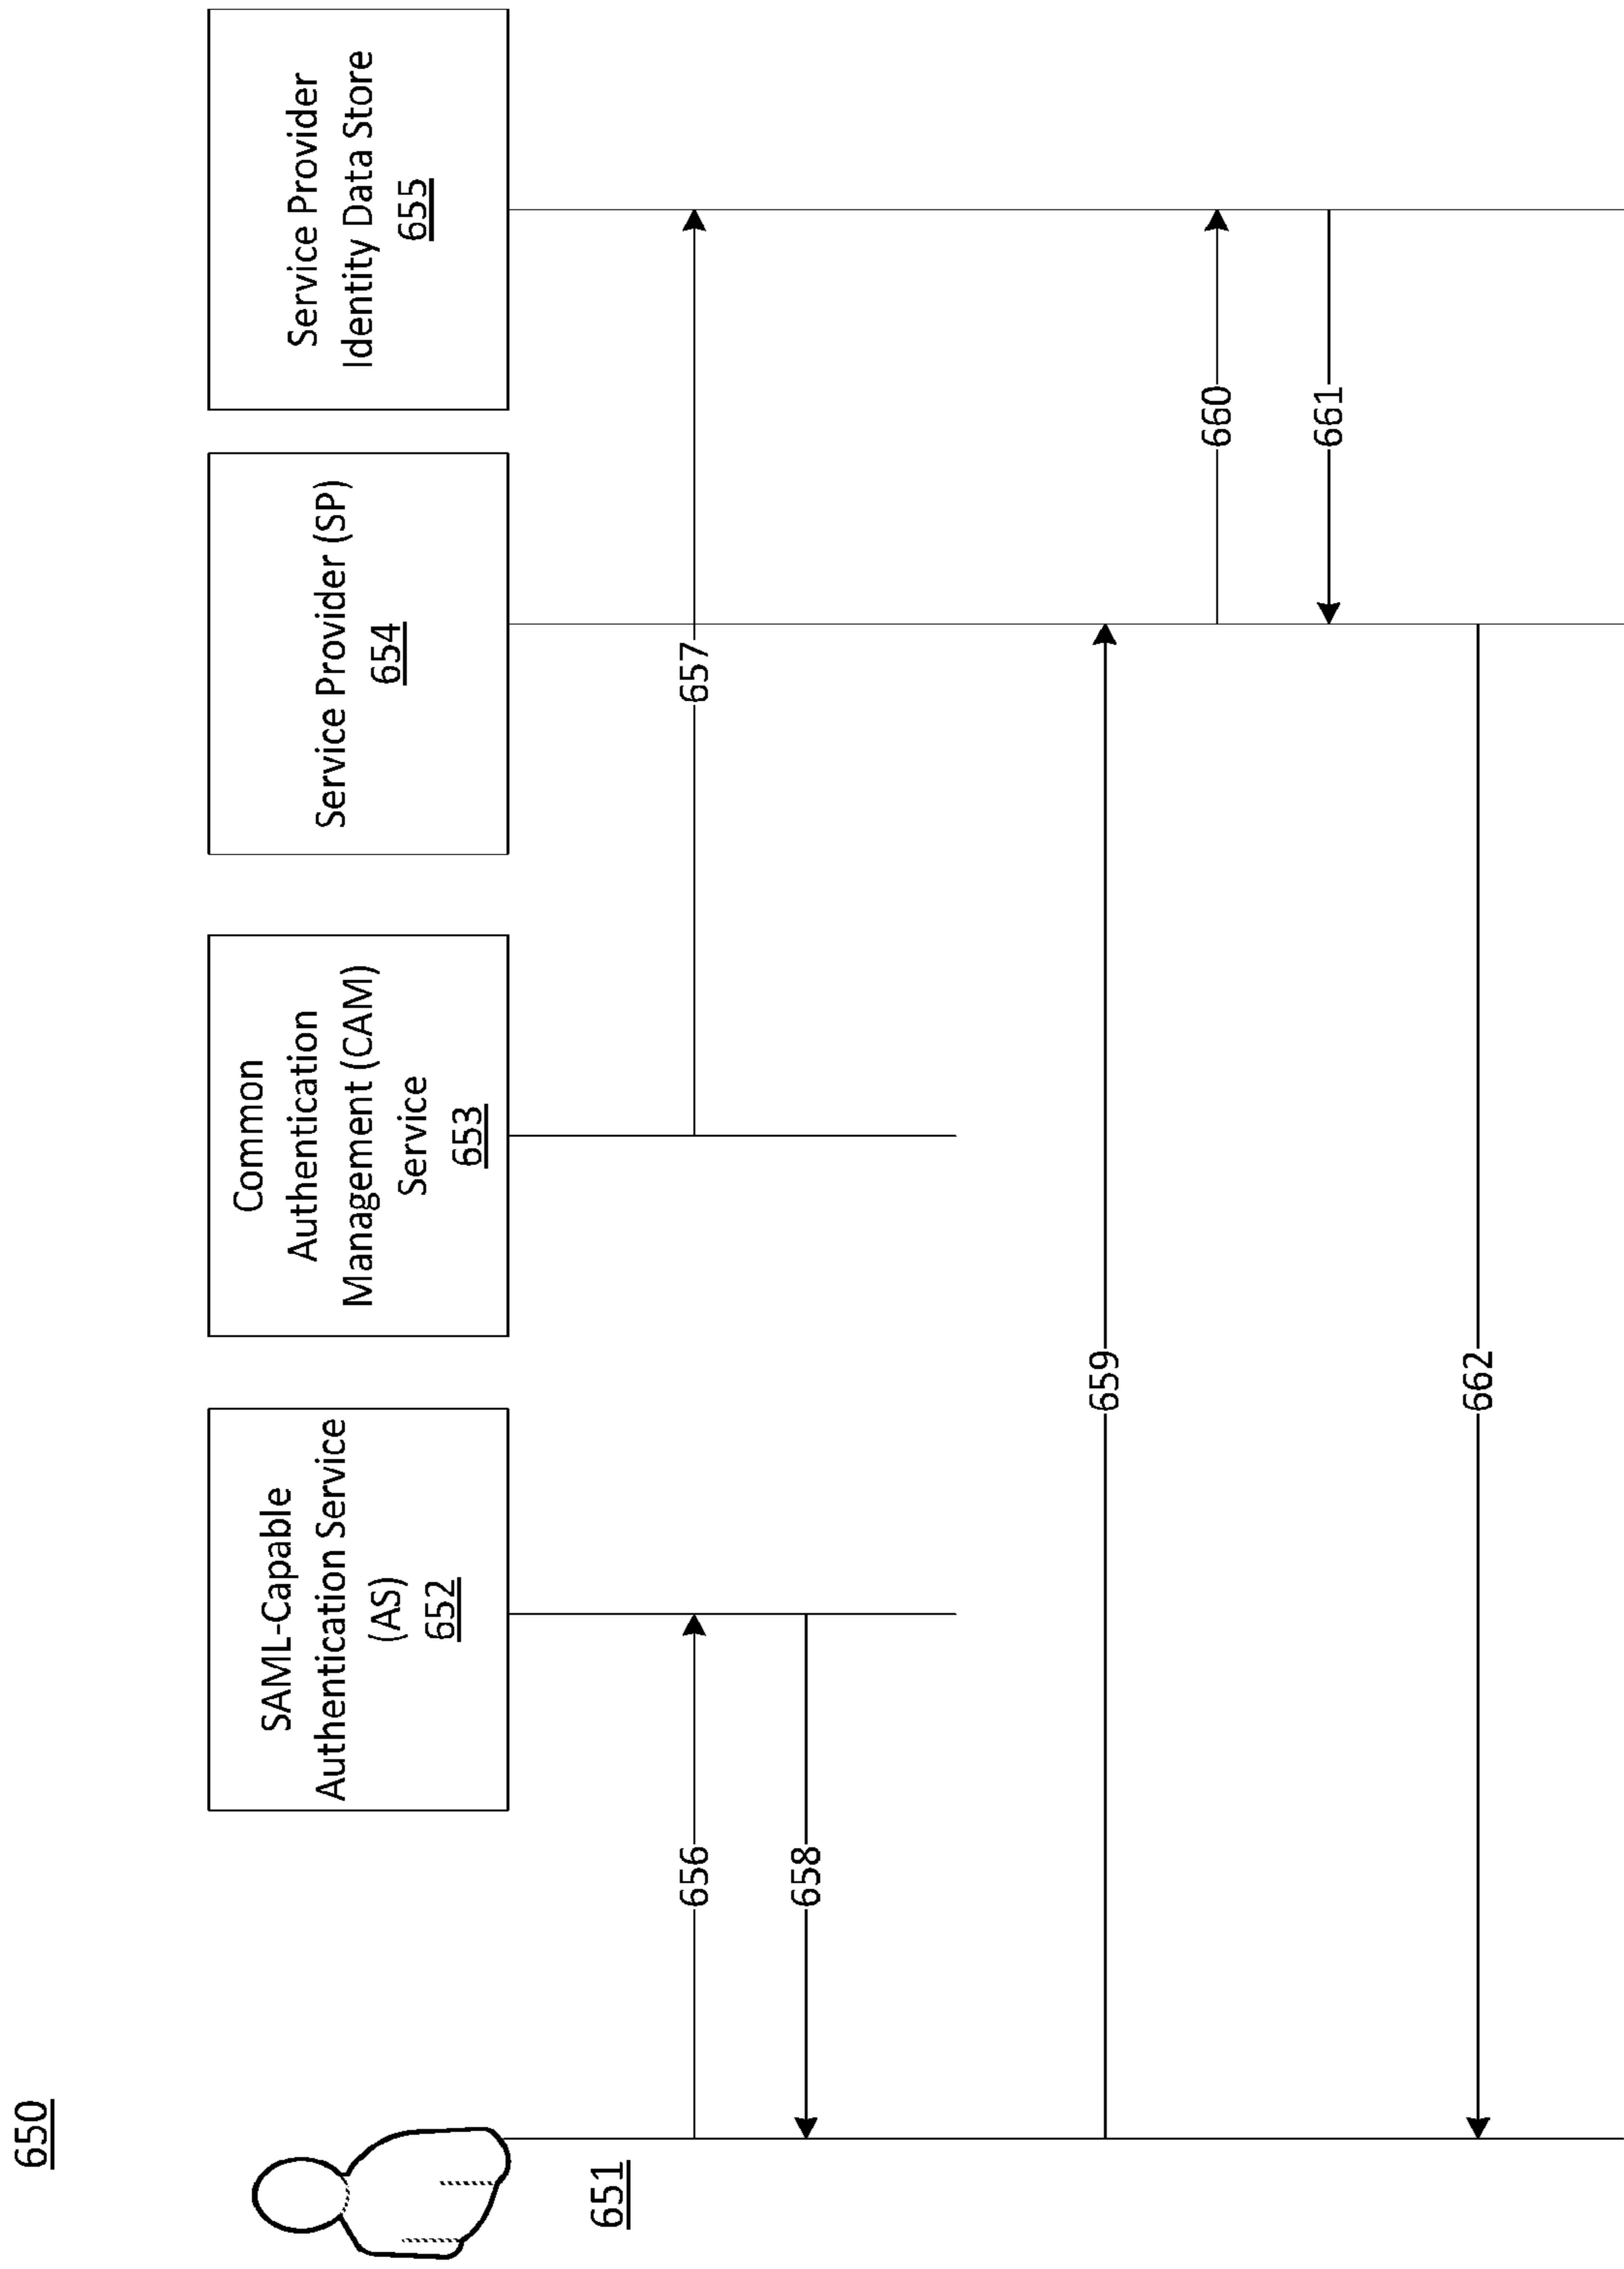 650
651
SAML-Capable
Authentication Service
(AS)
652
Common
Authentication
Management (CAM)
Service
653
Service Provider (SP)
654
Service Provider
Identity Data Store
655
656
657
658
659
660
661
662